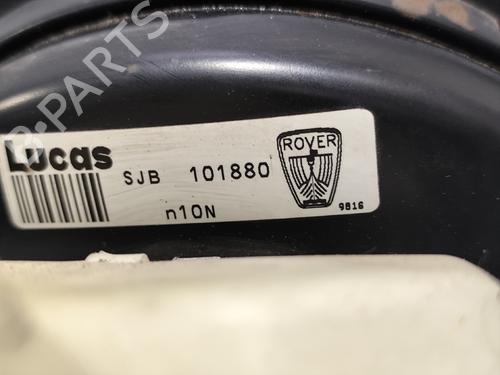 B-PARTS
Lucas
SJB 101880
ROVER
n10N
9816